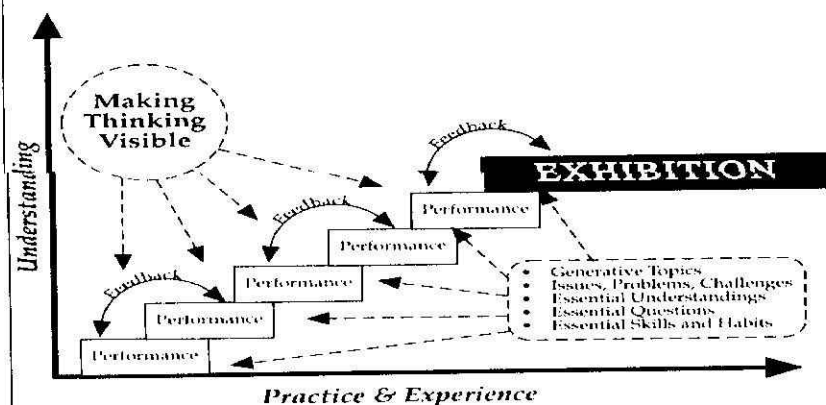 Making
Thinking
Visible
Understanding
Feedback
EXHIBITION
Performance
Feedback
Performance
Performance
Feedback
Performance
Performance
• Generative Topics
• Issues, Problems, Challenges
• Essential Understandings
• Essential Questions
• Essential Skills and Habits
Practice & Experience